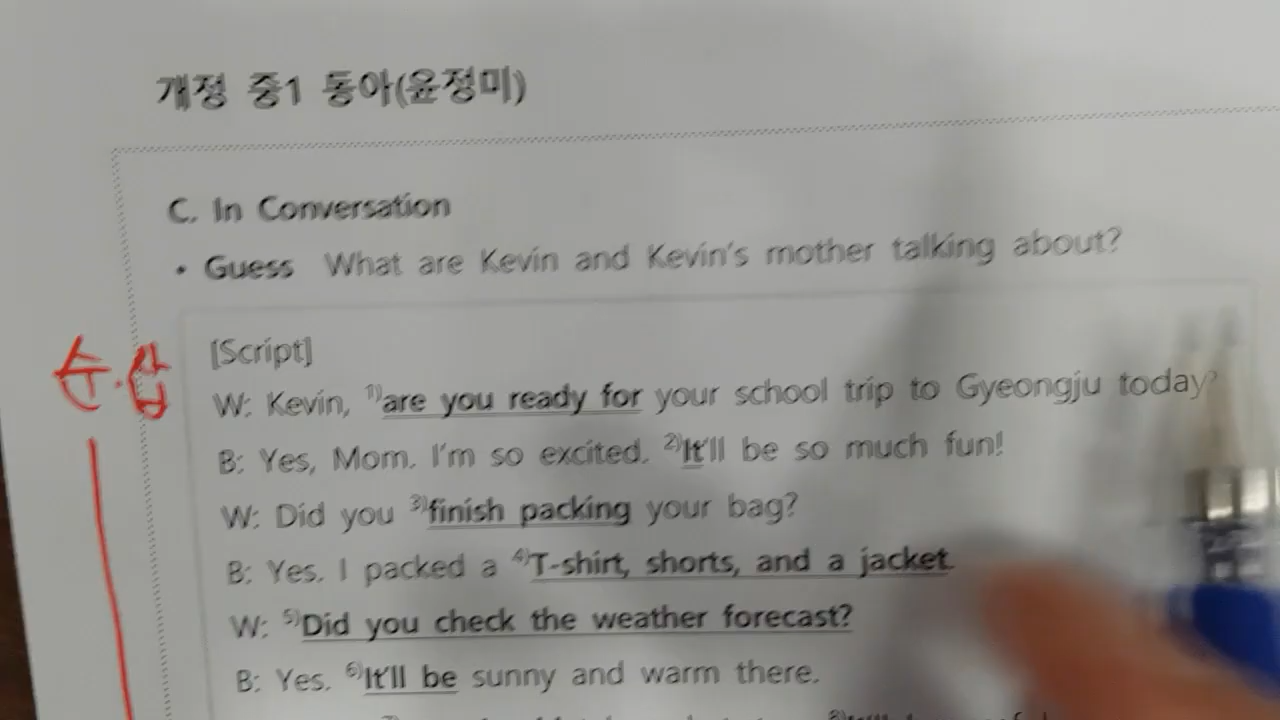 개정 중1 동아(윤정미)
C. In Conversation
• Guess What are Kevin and Kevin's mother talking about?
[Script]
수.삽
W: Kevin, 1)are you ready for your school trip to Gyeongju today?
B: Yes, Mom. I'm so excited. 2)It'll be so much fun!
W: Did you 3)finish packing your bag?
B: Yes. I packed a 4)T-shirt, shorts, and a jacket.
W: 5)Did you check the weather forecast?
B: Yes. 6)It'll be sunny and warm there.